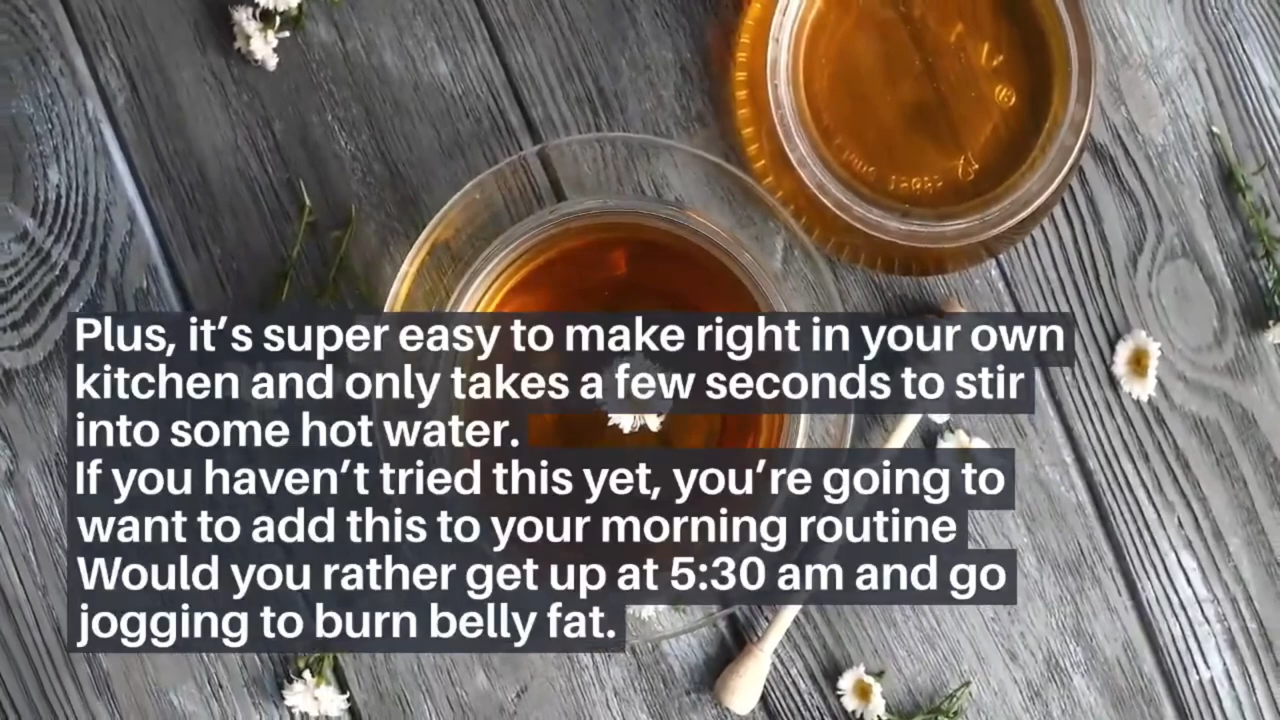 Plus, it’s super easy to make right in your own
kitchen and only takes a few seconds to stir
into some hot water.
If you haven’t tried this yet, you’re going to
want to add this to your morning routine
Would you rather get up at 5:30 am and go
jogging to burn belly fat.